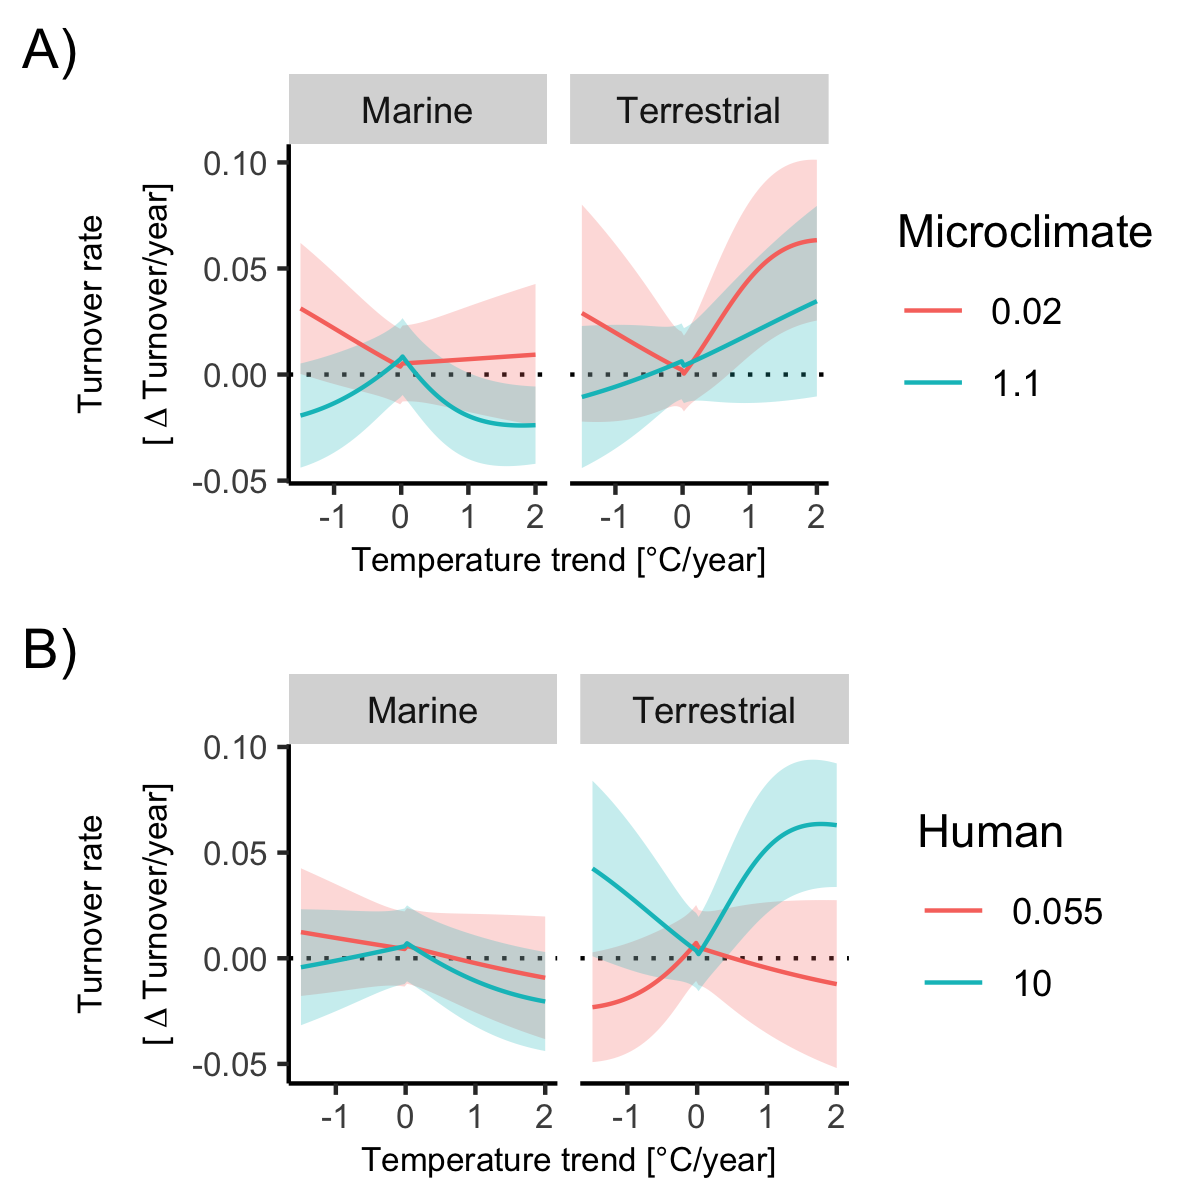 A)
Marine
Terrestrial
0.10
0.05
0.00
-0.05
Turnover rate
[ Δ Turnover/year]
-1 0 1 2
-1 0 1 2
Temperature trend [°C/year]
Microclimate
0.02
1.1
B)
Marine
Terrestrial
0.10
0.05
0.00
-0.05
Turnover rate
[ Δ Turnover/year]
-1 0 1 2
-1 0 1 2
Temperature trend [°C/year]
Human
0.055
10